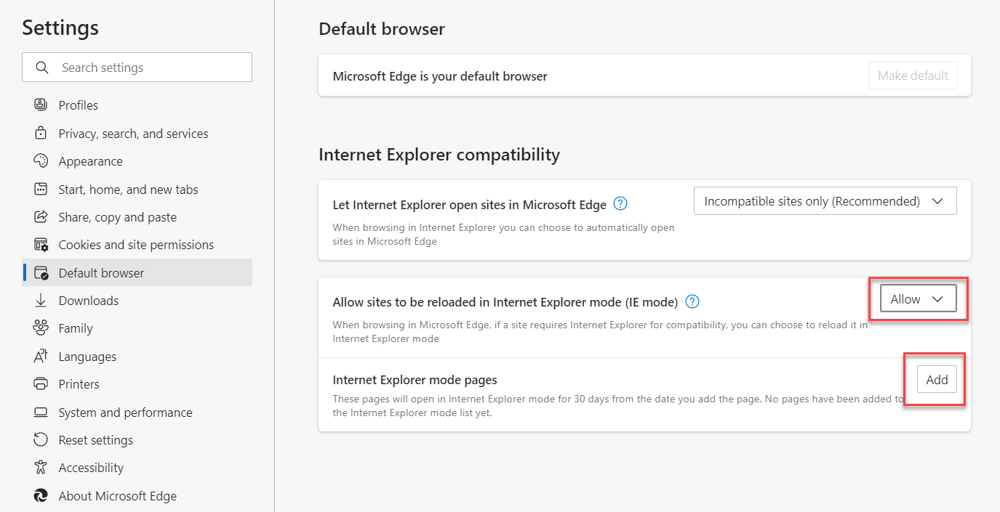 Settings
Search settings
Profiles
Privacy, search, and services
Appearance
Start, home, and new tabs
Share, copy and paste
Cookies and site permissions
Default browser
Downloads
Family
Languages
Printers
System and performance
Reset settings
Accessibility
About Microsoft Edge
Default browser
Microsoft Edge is your default browser
Make default
Internet Explorer compatibility
Let Internet Explorer open sites in Microsoft Edge
Incompatible sites only (Recommended)
When browsing in Internet Explorer you can choose to automatically open
sites in Microsoft Edge
Allow sites to be reloaded in Internet Explorer mode (IE mode)
Allow
When browsing in Microsoft Edge, if a site requires Internet Explorer for compatibility, you can choose to reload it in
Internet Explorer mode
Internet Explorer mode pages
Add
These pages will open in Internet Explorer mode for 30 days from the date you add the page. No pages have been added to
the Internet Explorer mode list yet.